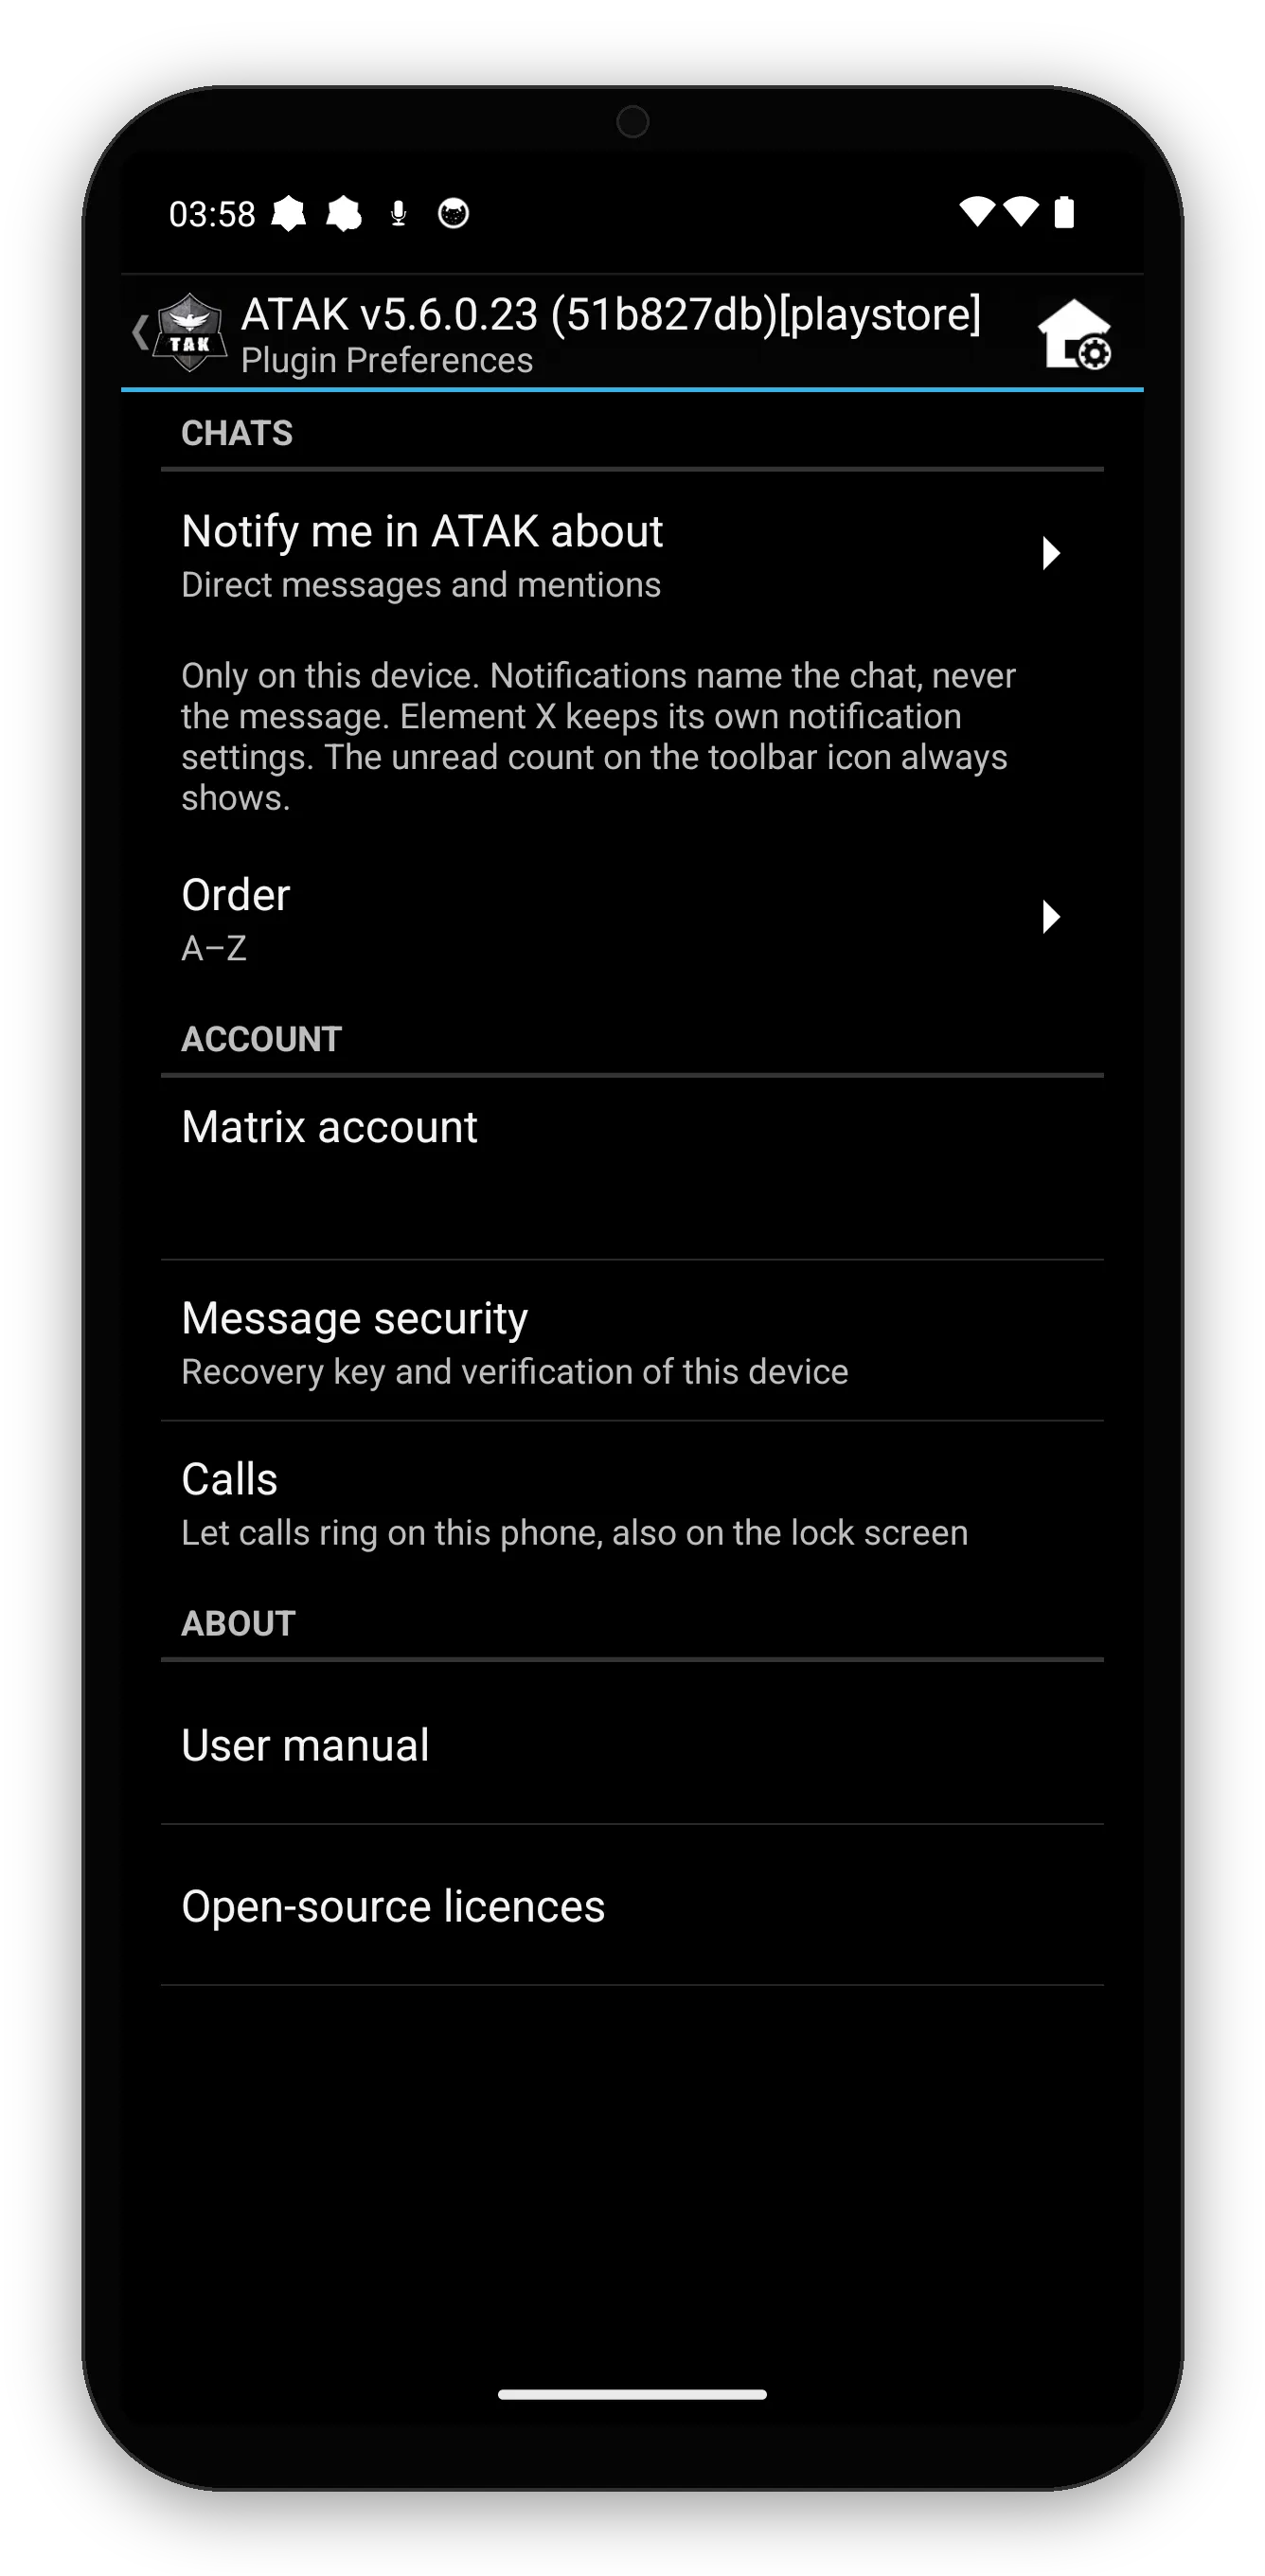 03:58
ATAK v5.6.0.23 (51b827db)[playstore]
TAK
Plugin Preferences
CHATS
Notify me in ATAK about
Direct messages and mentions
Only on this device. Notifications name the chat, never
the message. Element X keeps its own notification
settings. The unread count on the toolbar icon always
shows.
Order
A–Z
ACCOUNT
Matrix account
Message security
Recovery key and verification of this device
Calls
Let calls ring on this phone, also on the lock screen
ABOUT
User manual
Open-source licences